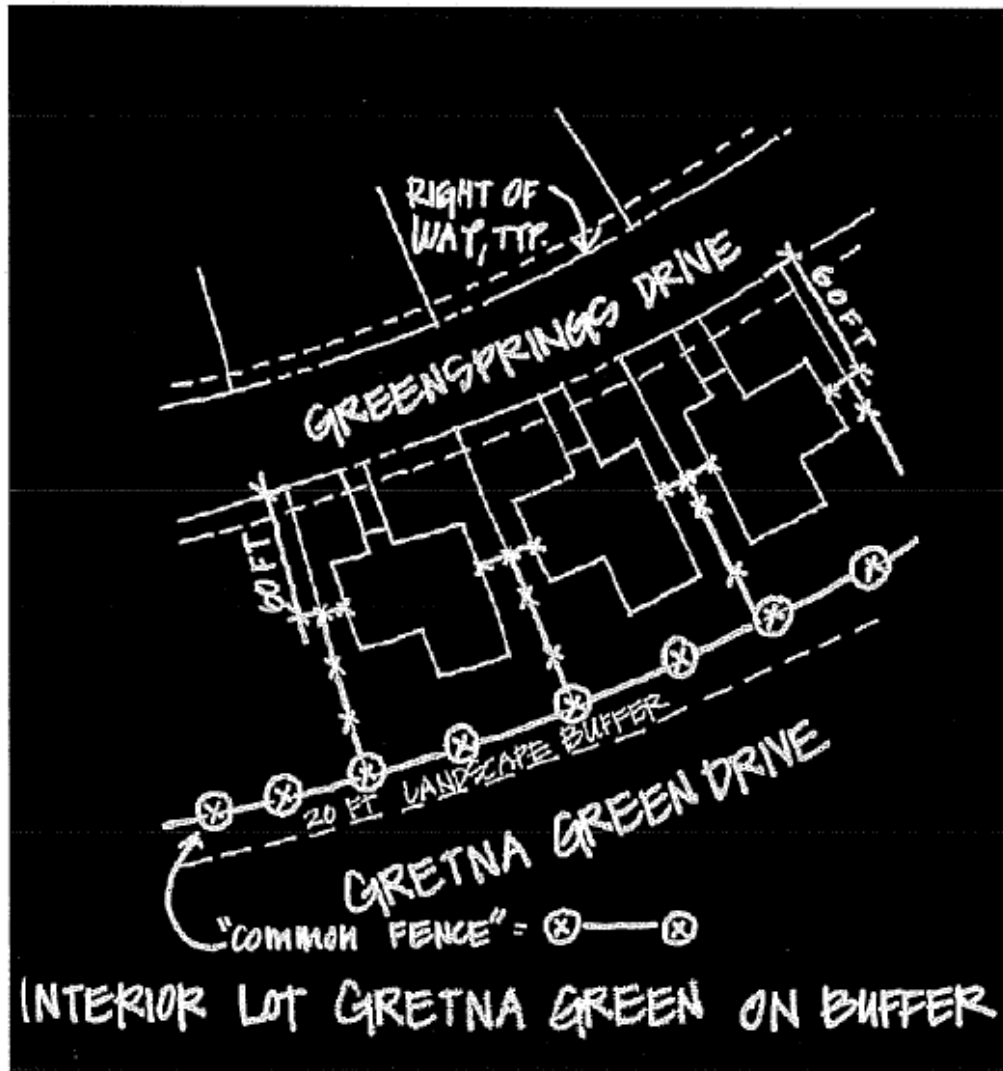 RIGHT OF
WAY, TYP.
GREENSPRINGS DRIVE
60 FT
60 FT
20 FT LANDSCAPE BUFFER
GRETNA GREEN DRIVE
"COMMON FENCE" =
INTERIOR LOT GRETNA GREEN ON BUFFER